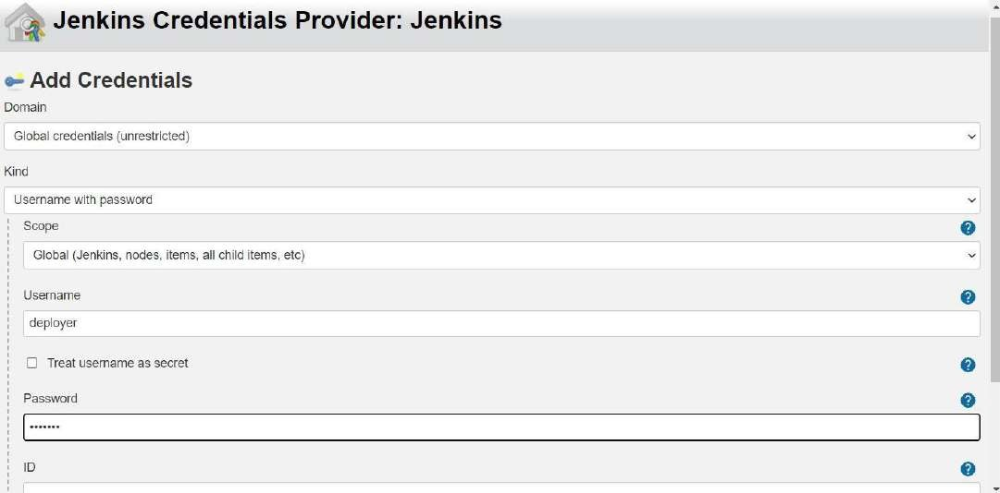 Jenkins Credentials Provider: Jenkins
Add Credentials
Domain
Global credentials (unrestricted)
Kind
Username with password
Scope
?
Global (Jenkins, nodes, items, all child items, etc)
Username
?
deployer
Treat username as secret
?
Password
?
•••••••
ID
?